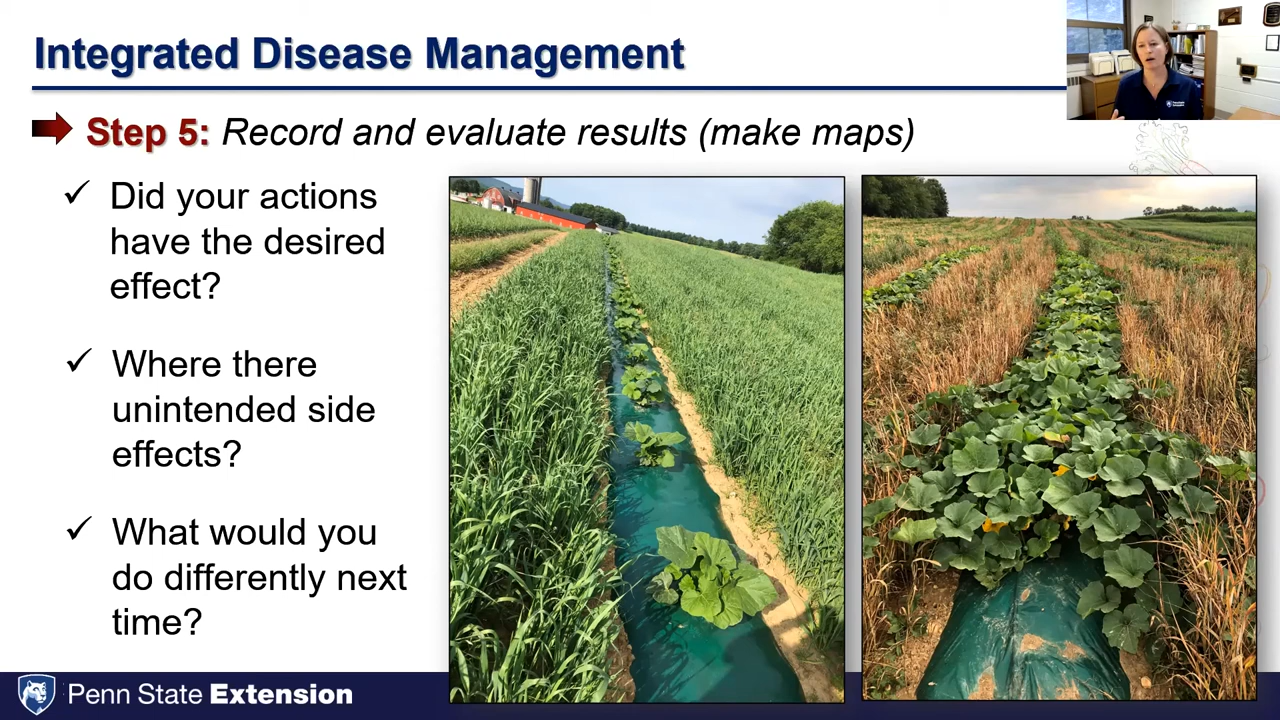 Integrated Disease Management
Step 5: Record and evaluate results (make maps)
Did your actions
have the desired
effect?
Where there
unintended side
effects?
What would you
do differently next
time?
Penn State Extension